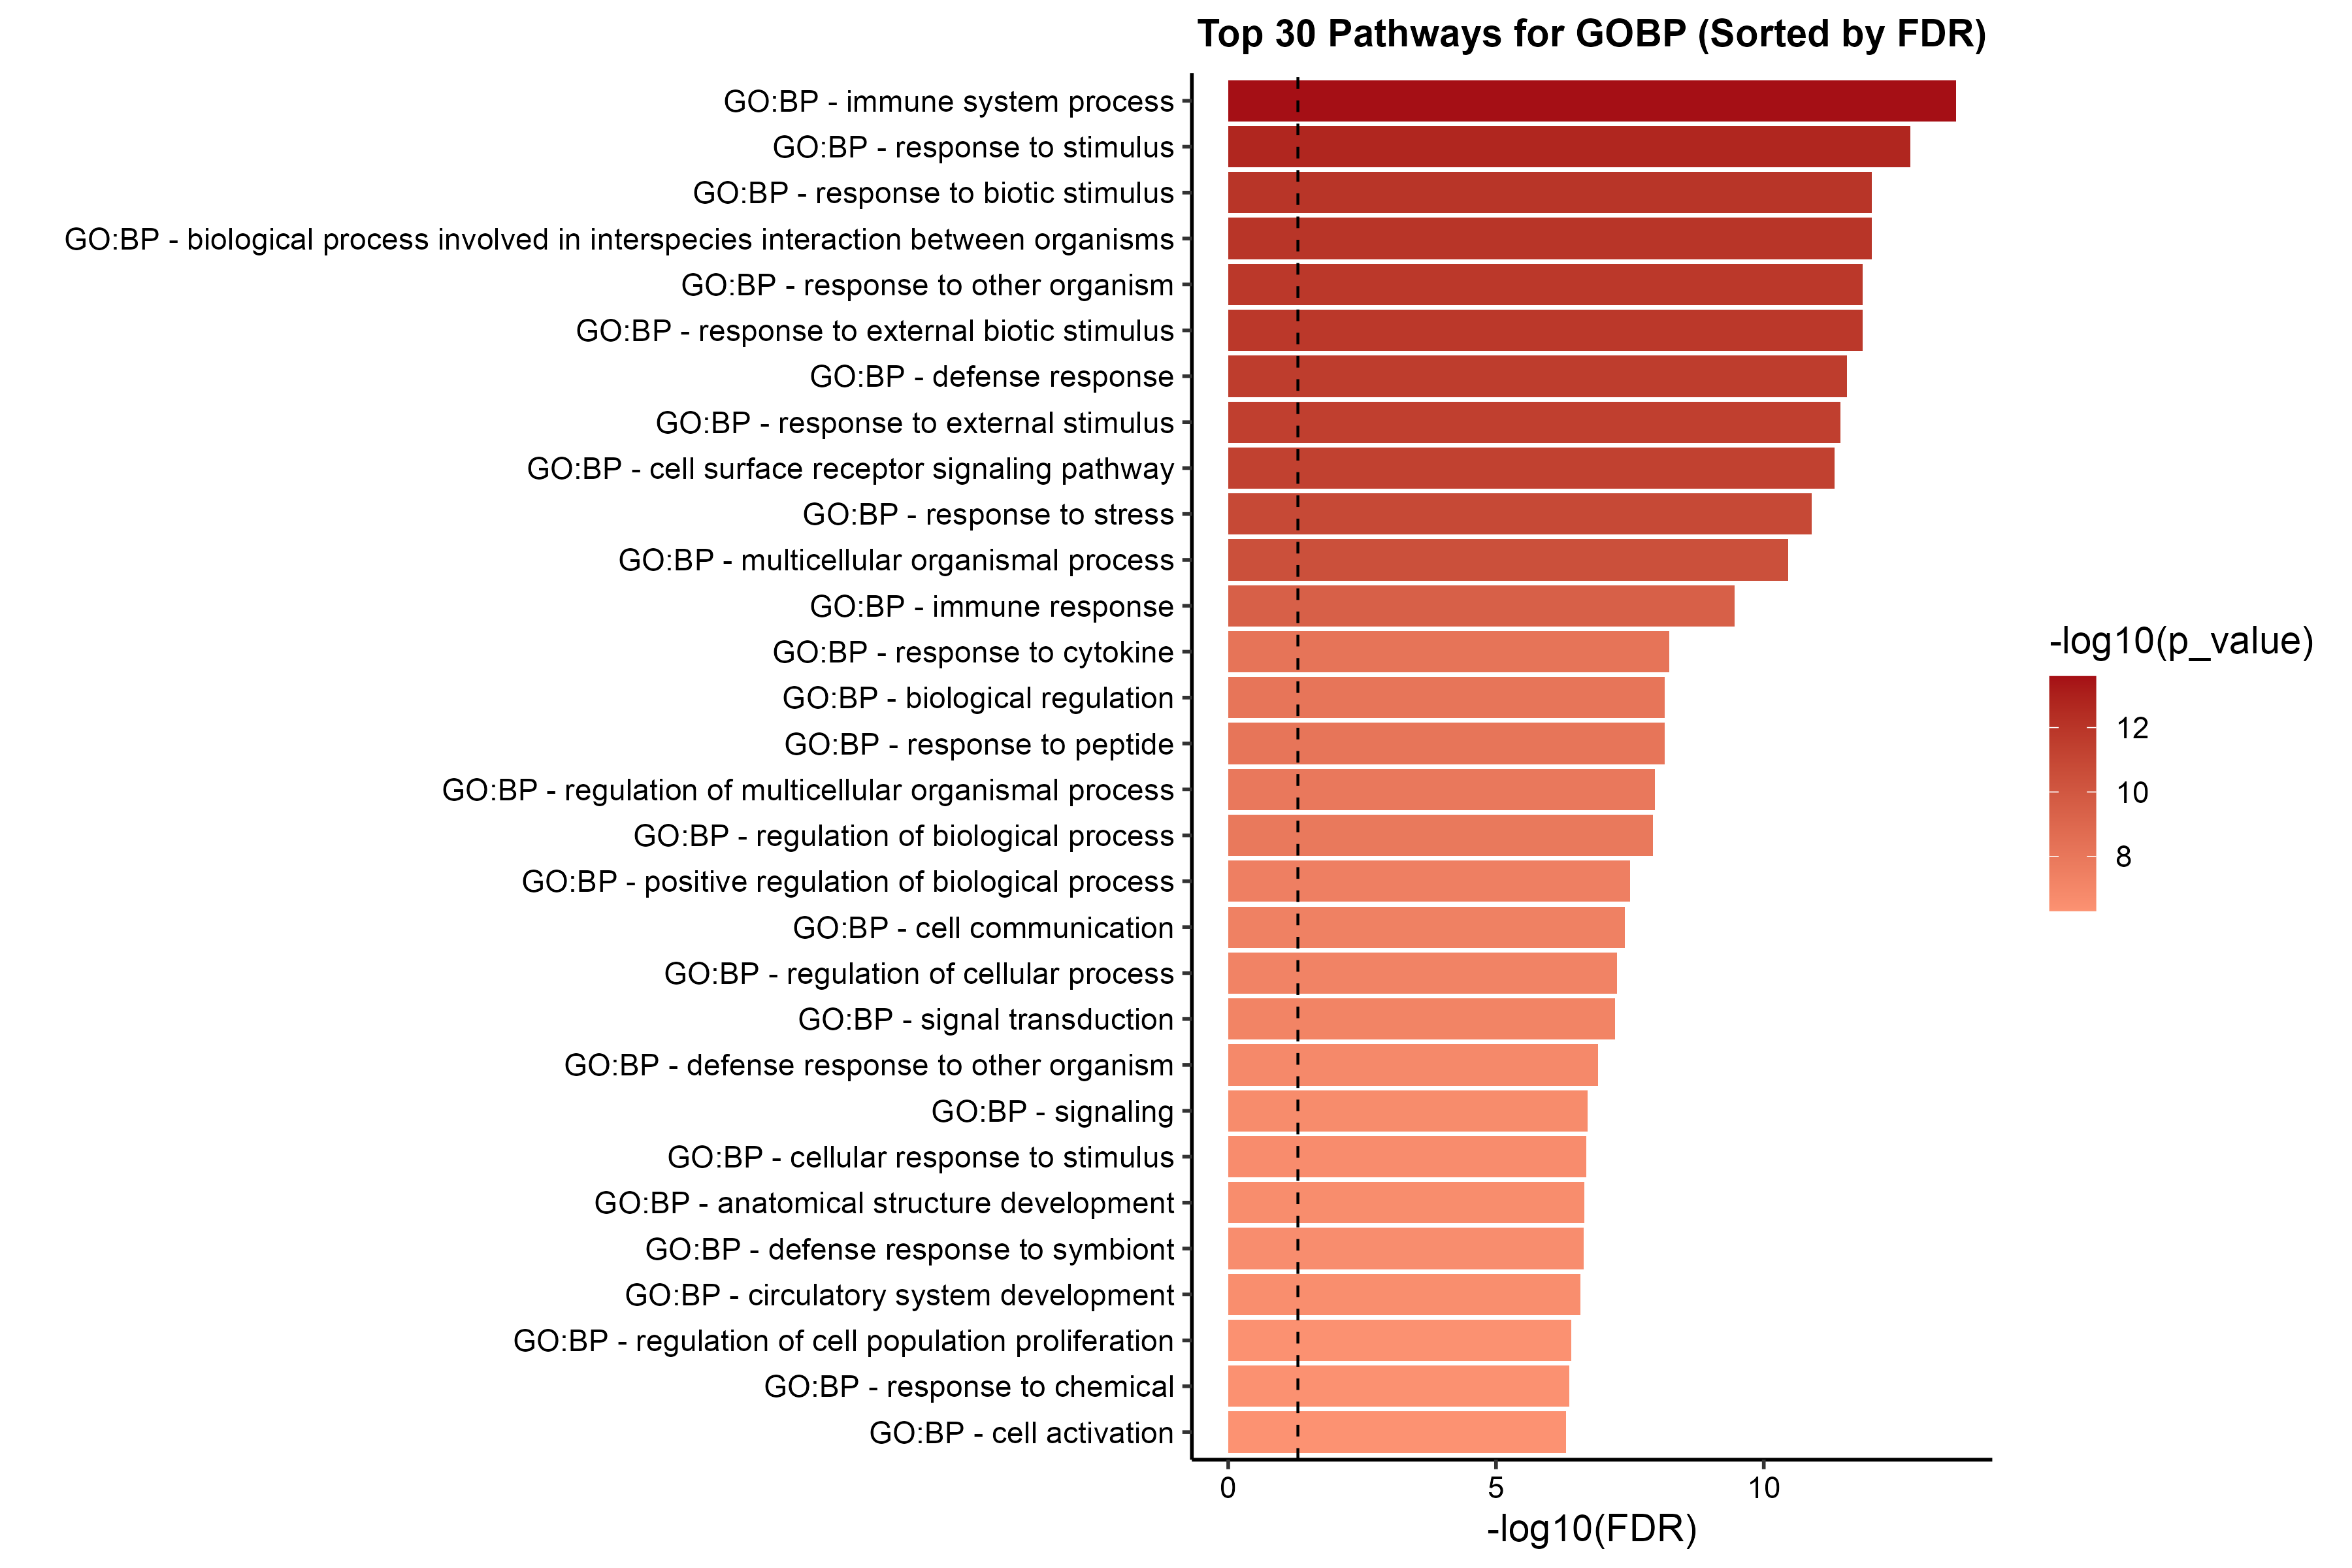 Top 30 Pathways for GOBP (Sorted by FDR)
GO:BP - immune system process
GO:BP - response to stimulus
GO:BP - response to biotic stimulus
GO:BP - biological process involved in interspecies interaction between organisms
GO:BP - response to other organism
GO:BP - response to external biotic stimulus
GO:BP - defense response
GO:BP - response to external stimulus
GO:BP - cell surface receptor signaling pathway
GO:BP - response to stress
GO:BP - multicellular organismal process
GO:BP - immune response
GO:BP - response to cytokine
GO:BP - biological regulation
GO:BP - response to peptide
GO:BP - regulation of multicellular organismal process
GO:BP - regulation of biological process
GO:BP - positive regulation of biological process
GO:BP - cell communication
GO:BP - regulation of cellular process
GO:BP - signal transduction
GO:BP - defense response to other organism
GO:BP - signaling
GO:BP - cellular response to stimulus
GO:BP - anatomical structure development
GO:BP - defense response to symbiont
GO:BP - circulatory system development
GO:BP - regulation of cell population proliferation
GO:BP - response to chemical
GO:BP - cell activation
0 5 10
-log10(FDR)
-log10(p_value)
12
10
8